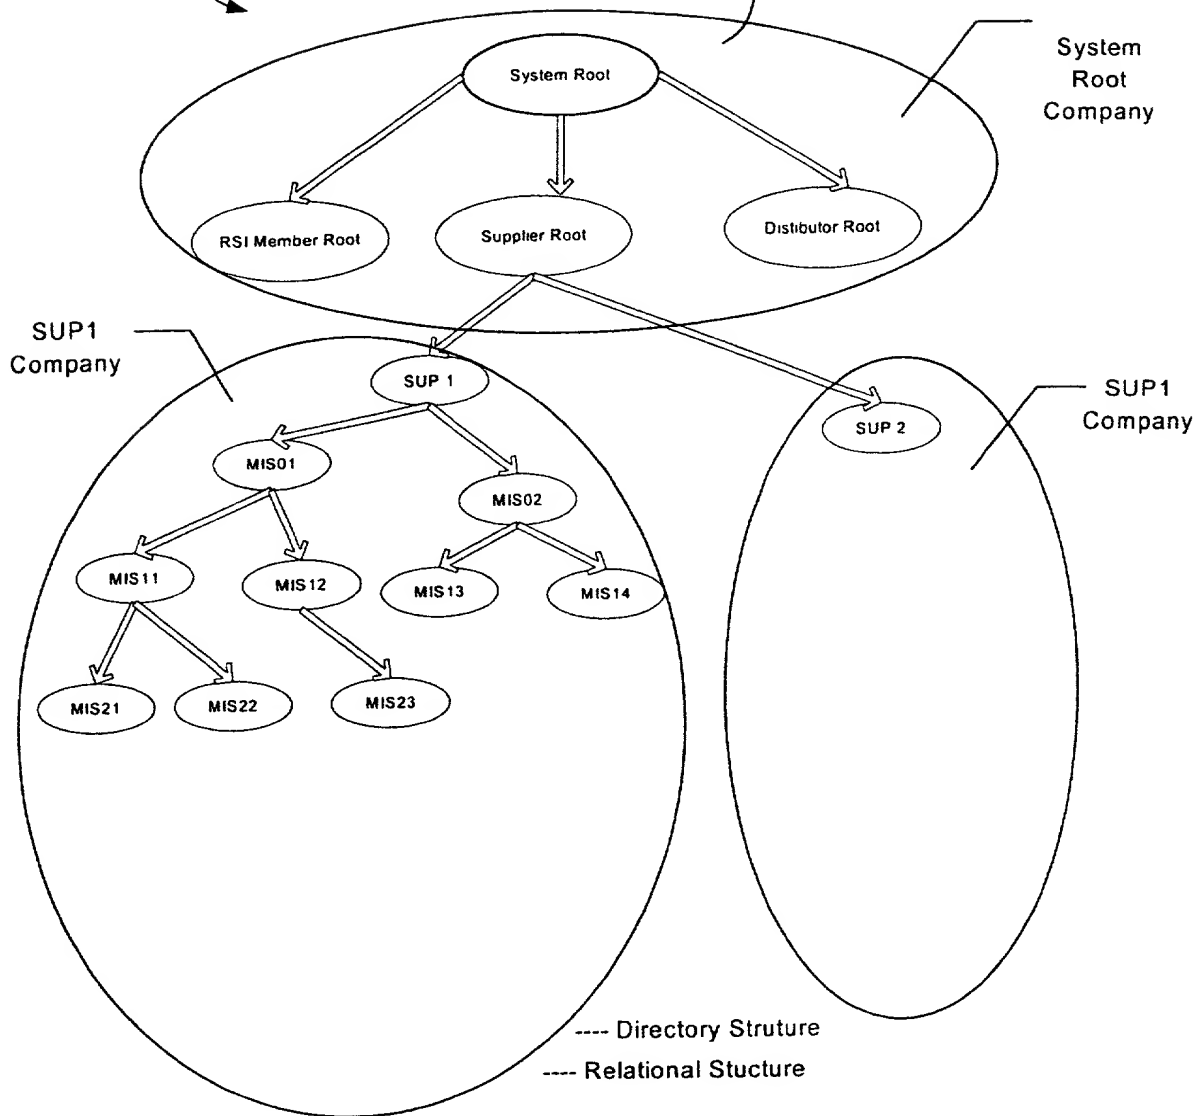 System Root
System
Root
Company
RSI Member Root
Supplier Root
Distibutor Root
SUP1
Company
SUP 1
SUP1
Company
SUP 2
MIS01
MIS02
MIS11
MIS12
MIS13
MIS14
MIS21
MIS22
MIS23
---- Directory Struture
---- Relational Stucture